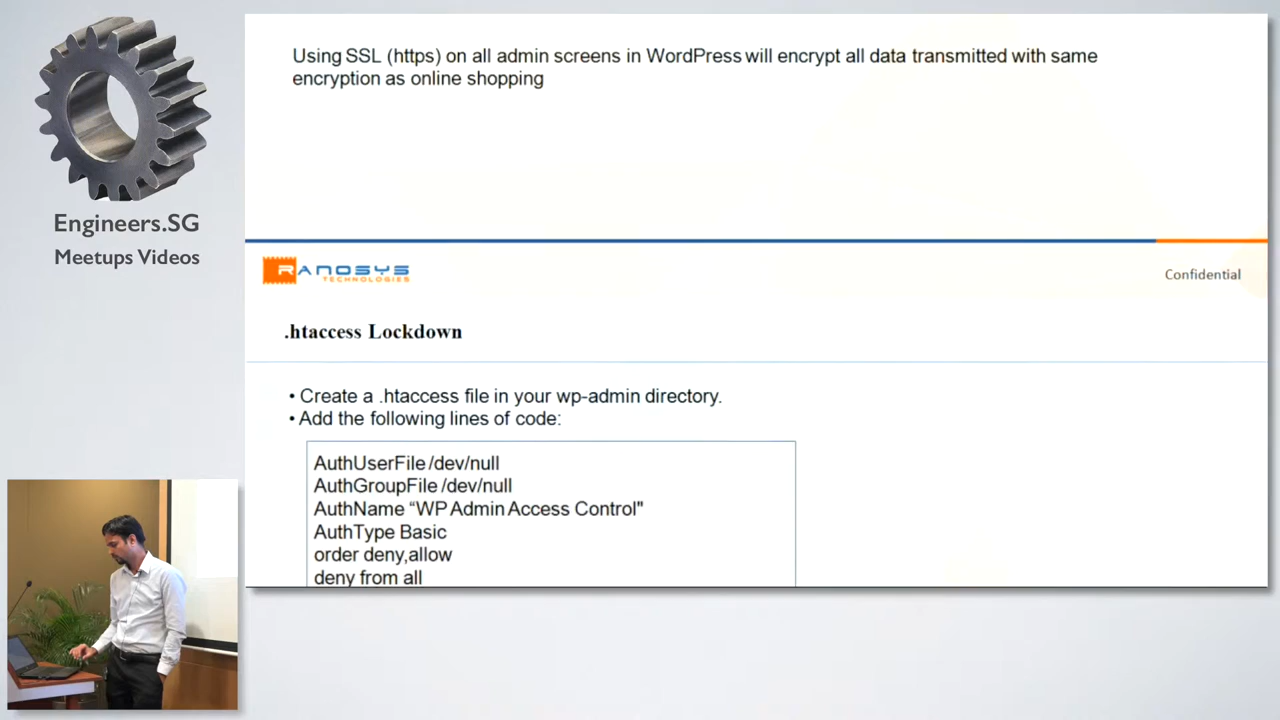 Using SSL (https) on all admin screens in WordPress will encrypt all data transmitted with same
encryption as online shopping
Engineers.SG
Meetups Videos
RANOSYS
TECHNOLOGIES
Confidential
.htaccess Lockdown
• Create a .htaccess file in your wp-admin directory.
• Add the following lines of code:
AuthUserFile /dev/null
AuthGroupFile /dev/null
AuthName “WP Admin Access Control"
AuthType Basic
order deny,allow
deny from all